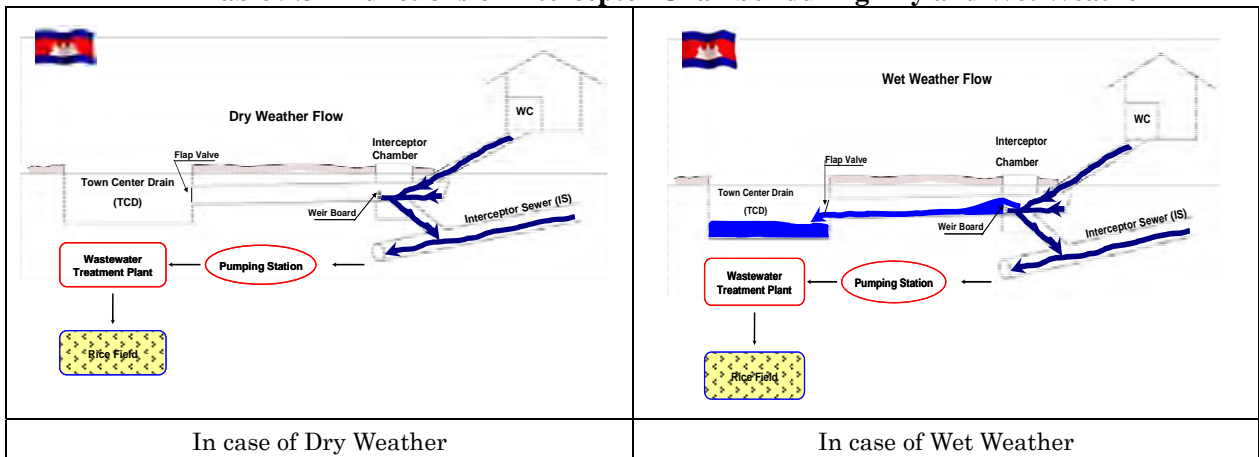 Dry Weather Flow
WC
Interceptor
Chamber
Flap Valve
Town Center Drain
(TCD)
Weir Board
Interceptor Sewer (IS)
Wastewater
Treatment Plant
Pumping Station
Rice Field
In case of Dry Weather
Wet Weather Flow
WC
Interceptor
Chamber
Flap Valve
Town Center Drain
(TCD)
Weir Board
Interceptor Sewer (IS)
Wastewater
Treatment Plant
Pumping Station
Rice Field
In case of Wet Weather